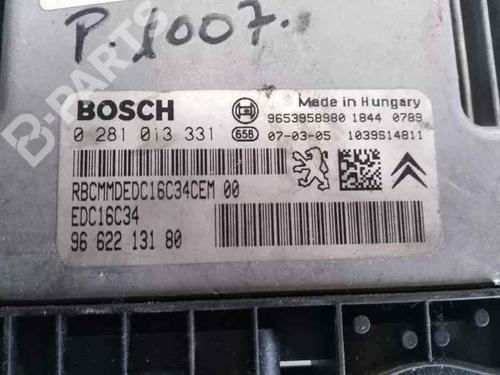 P.1007.
B-PARTS
BOSCH
Made in Hungary
9653958980 1844 0789
0 281 013 331
658
07-03-05 1039S14811
RBCMMDEDC16C34CEM 00
EDC16C34
96 622 131 80